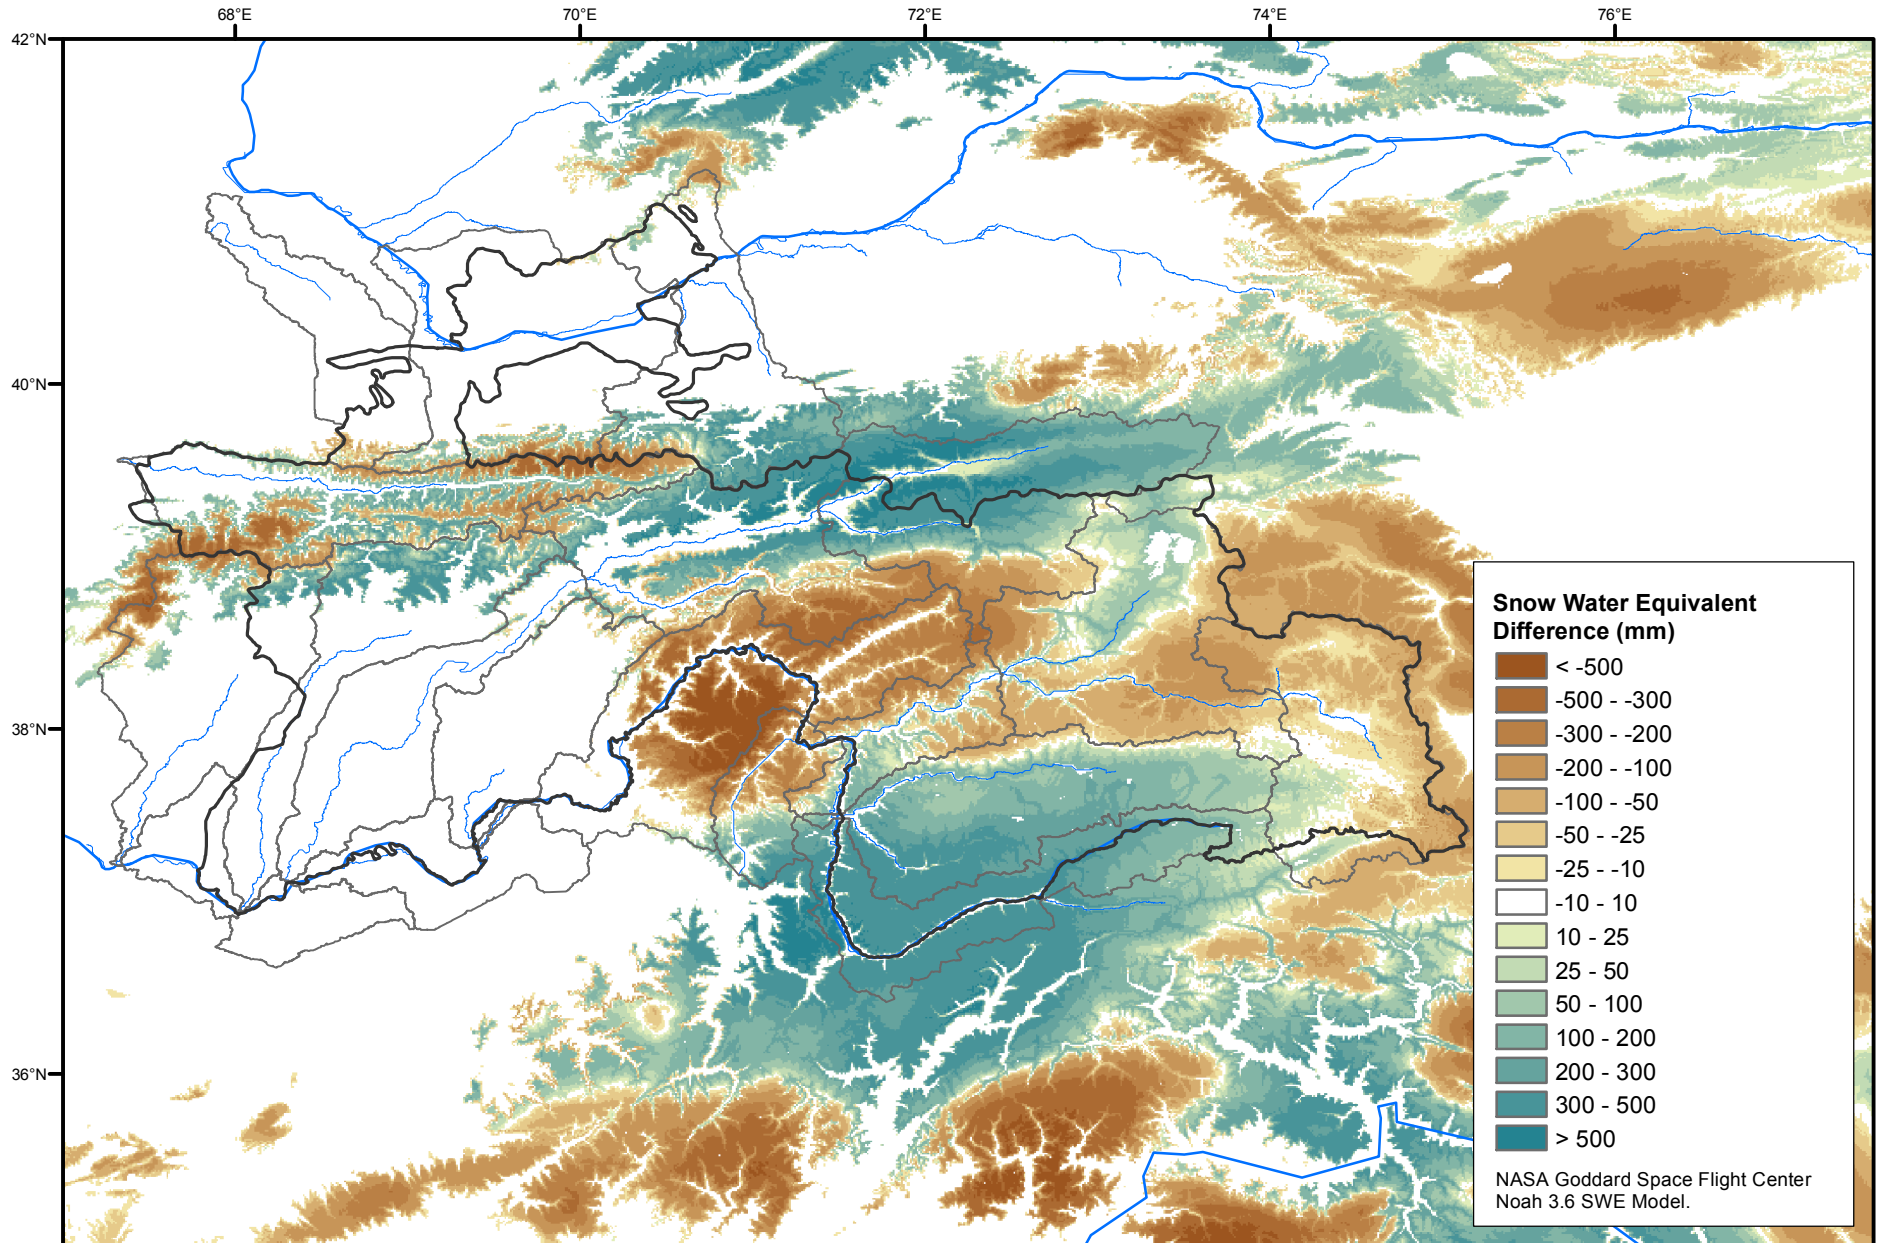 68°E 70°E 72°E 74°E 76°E
42°N
40°N
38°N
36°N
Snow Water Equivalent
Difference (mm)
< -500
-500 - -300
-300 - -200
-200 - -100
-100 - -50
-50 - -25
-25 - -10
-10 - 10
10 - 25
25 - 50
50 - 100
100 - 200
200 - 300
300 - 500
> 500
NASA Goddard Space Flight Center
Noah 3.6 SWE Model.